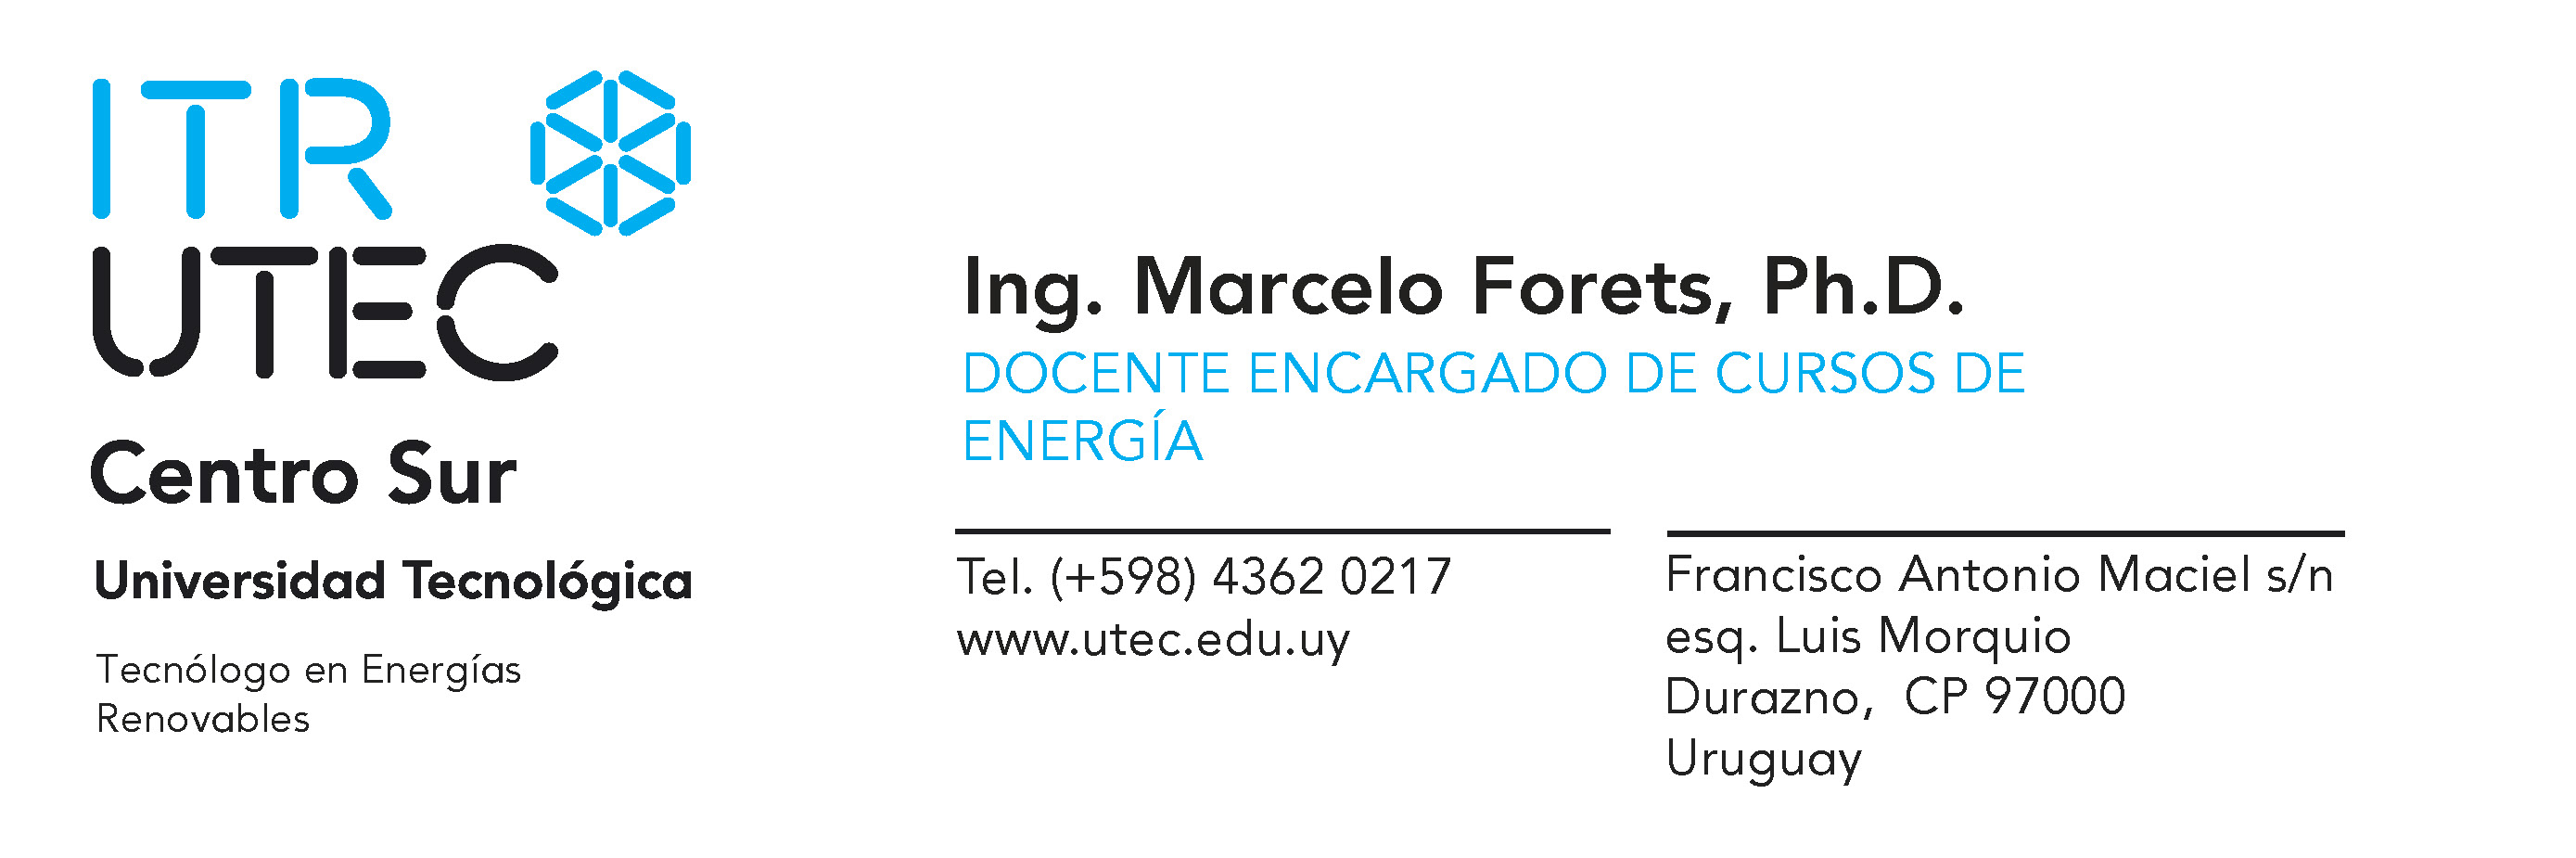 ITR
UTEC
Centro Sur
Universidad Tecnológica
Tecnólogo en Energías
Renovables
Ing. Marcelo Forets, Ph.D.
DOCENTE ENCARGADO DE CURSOS DE
ENERGÍA
Tel. (+598) 4362 0217
www.utec.edu.uy
Francisco Antonio Maciel s/n
esq. Luis Morquio
Durazno, CP 97000
Uruguay